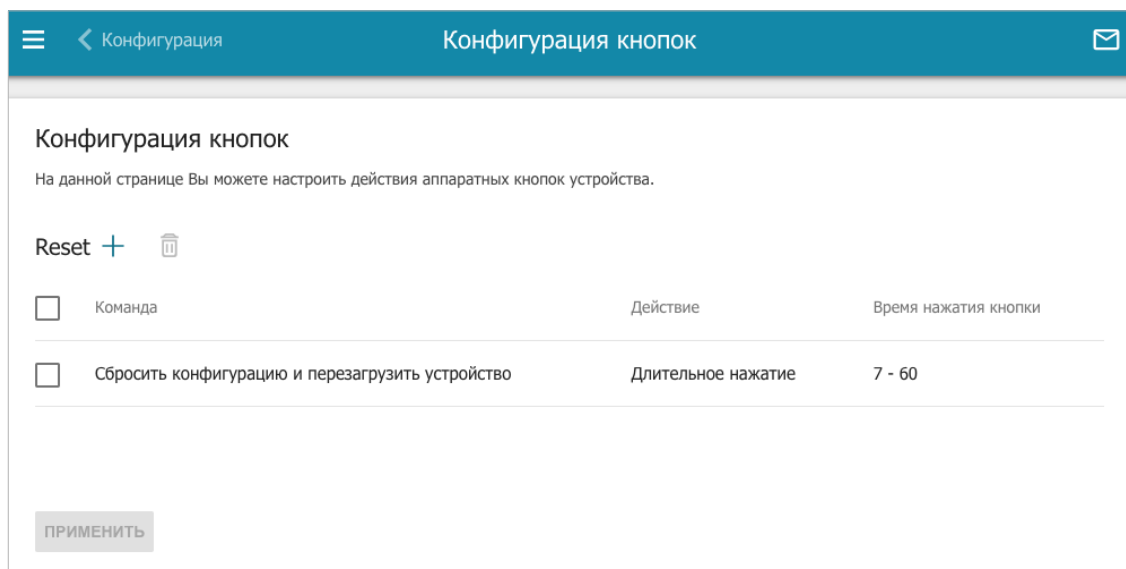 Конфигурация
Конфигурация кнопок
Конфигурация кнопок
На данной странице Вы можете настроить действия аппаратных кнопок устройства.
Reset
Команда Действие Время нажатия кнопки
Сбросить конфигурацию и перезагрузить устройство Длительное нажатие 7 - 60
ПРИМЕНИТЬ